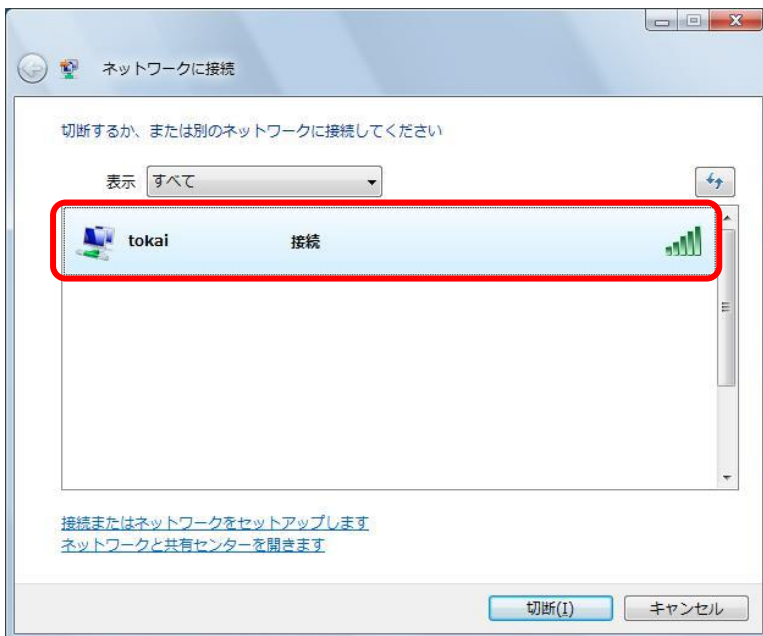 ネットワークに接続
切断するか、または別のネットワークに接続してください
表示 すべて
tokai 接続
接続またはネットワークをセットアップします
ネットワークと共有センターを開きます
切断(I) キャンセル